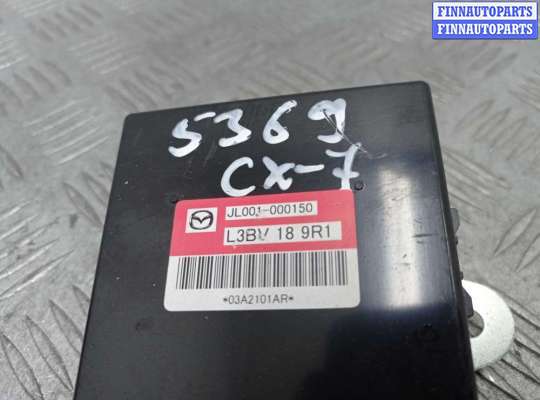 FINNAUTOPARTS
FINNAUTOPARTS
5369
CX-7
JL001-000150
L3BV 18 9R1
*03A2101AR*